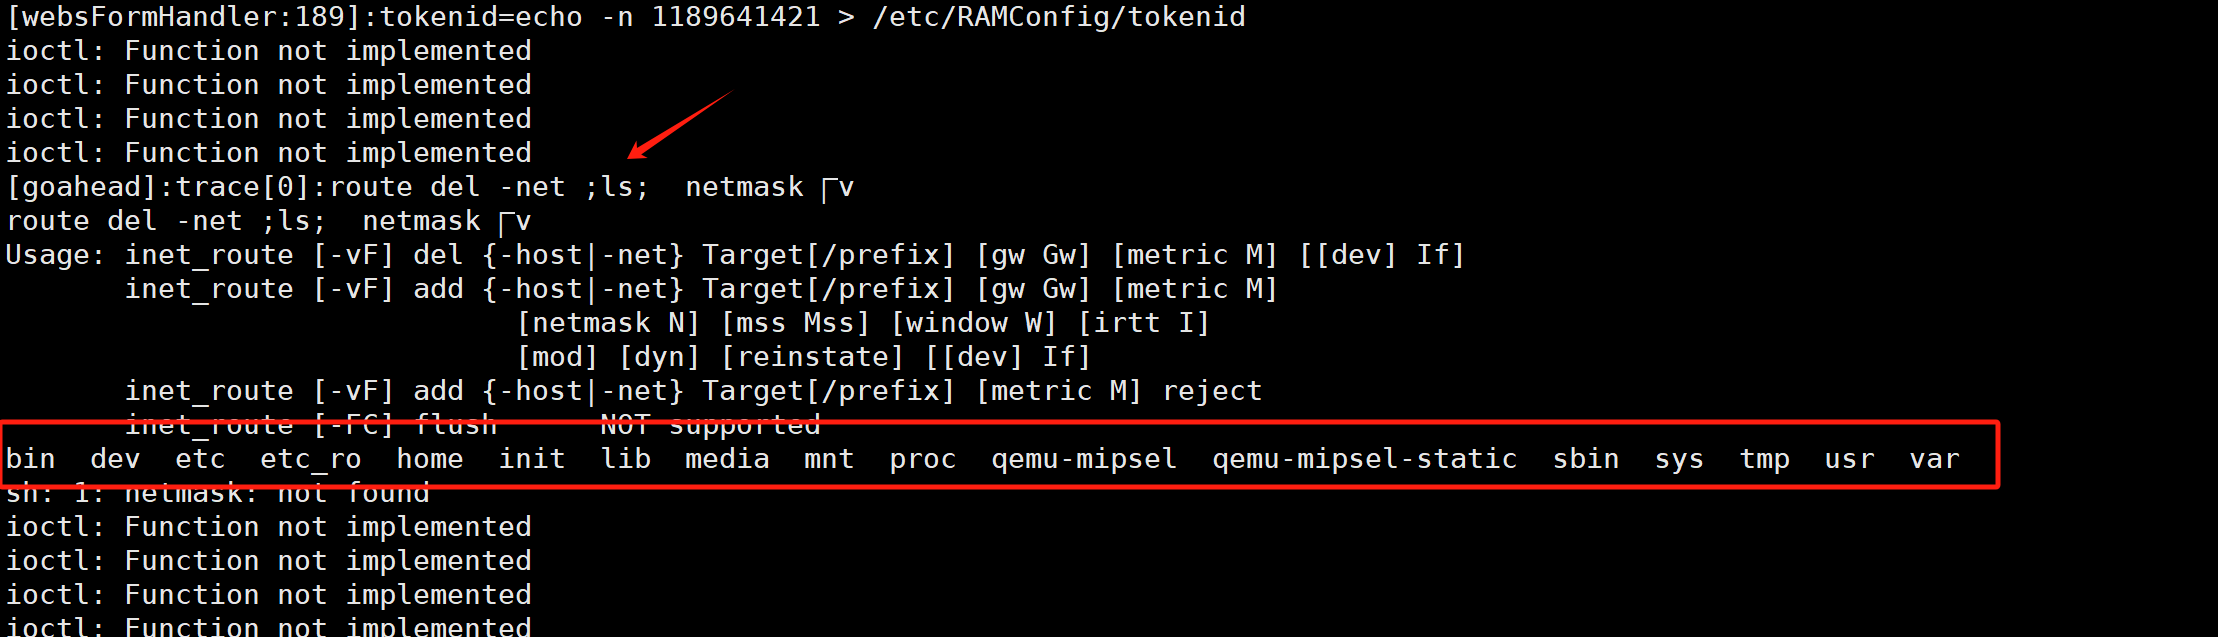 [websFormHandler:189]:tokenid=echo -n 1189641421 > /etc/RAMConfig/tokenid
ioctl: Function not implemented
ioctl: Function not implemented
ioctl: Function not implemented
ioctl: Function not implemented
[goahead]:trace[0]:route del -net ;ls;  netmask ┌v
route del -net ;ls;  netmask ┌v
Usage: inet_route [-vF] del {-host|-net} Target[/prefix] [gw Gw] [metric M] [[dev] If]
       inet_route [-vF] add {-host|-net} Target[/prefix] [gw Gw] [metric M]
                              [netmask N] [mss Mss] [window W] [irtt I]
                              [mod] [dyn] [reinstate] [[dev] If]
       inet_route [-vF] add {-host|-net} Target[/prefix] [metric M] reject
       inet_route [-FC] flush      NOT supported
bin  dev  etc  etc_ro  home  init  lib  media  mnt  proc  qemu-mipsel  qemu-mipsel-static  sbin  sys  tmp  usr  var
sh: 1: netmask: not found
ioctl: Function not implemented
ioctl: Function not implemented
ioctl: Function not implemented
ioctl: Function not implemented